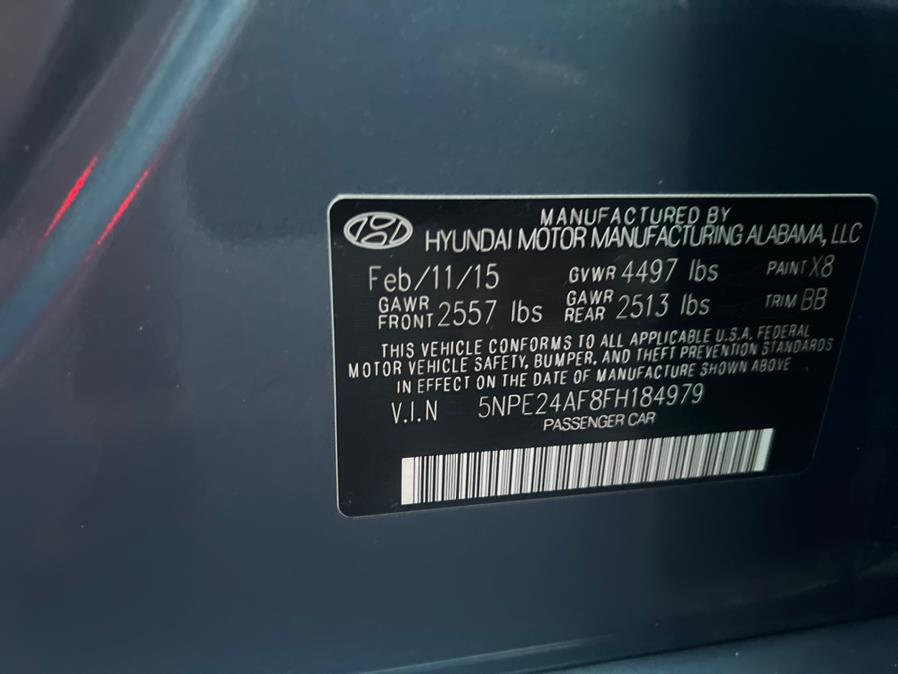 MANUFACTURED BY
HYUNDAI MOTOR MANUFACTURING ALABAMA, LLC
Feb/11/15 GVWR 4497 lbs PAINT X8
GAWR FRONT 2557 lbs GAWR REAR 2513 lbs TRIM BB
THIS VEHICLE CONFORMS TO ALL APPLICABLE U.S.A. FEDERAL
MOTOR VEHICLE SAFETY, BUMPER, AND THEFT PREVENTION STANDARDS
IN EFFECT ON THE DATE OF MANUFACTURE SHOWN ABOVE
V.I.N 5NPE24AF8FH184979
PASSENGER CAR